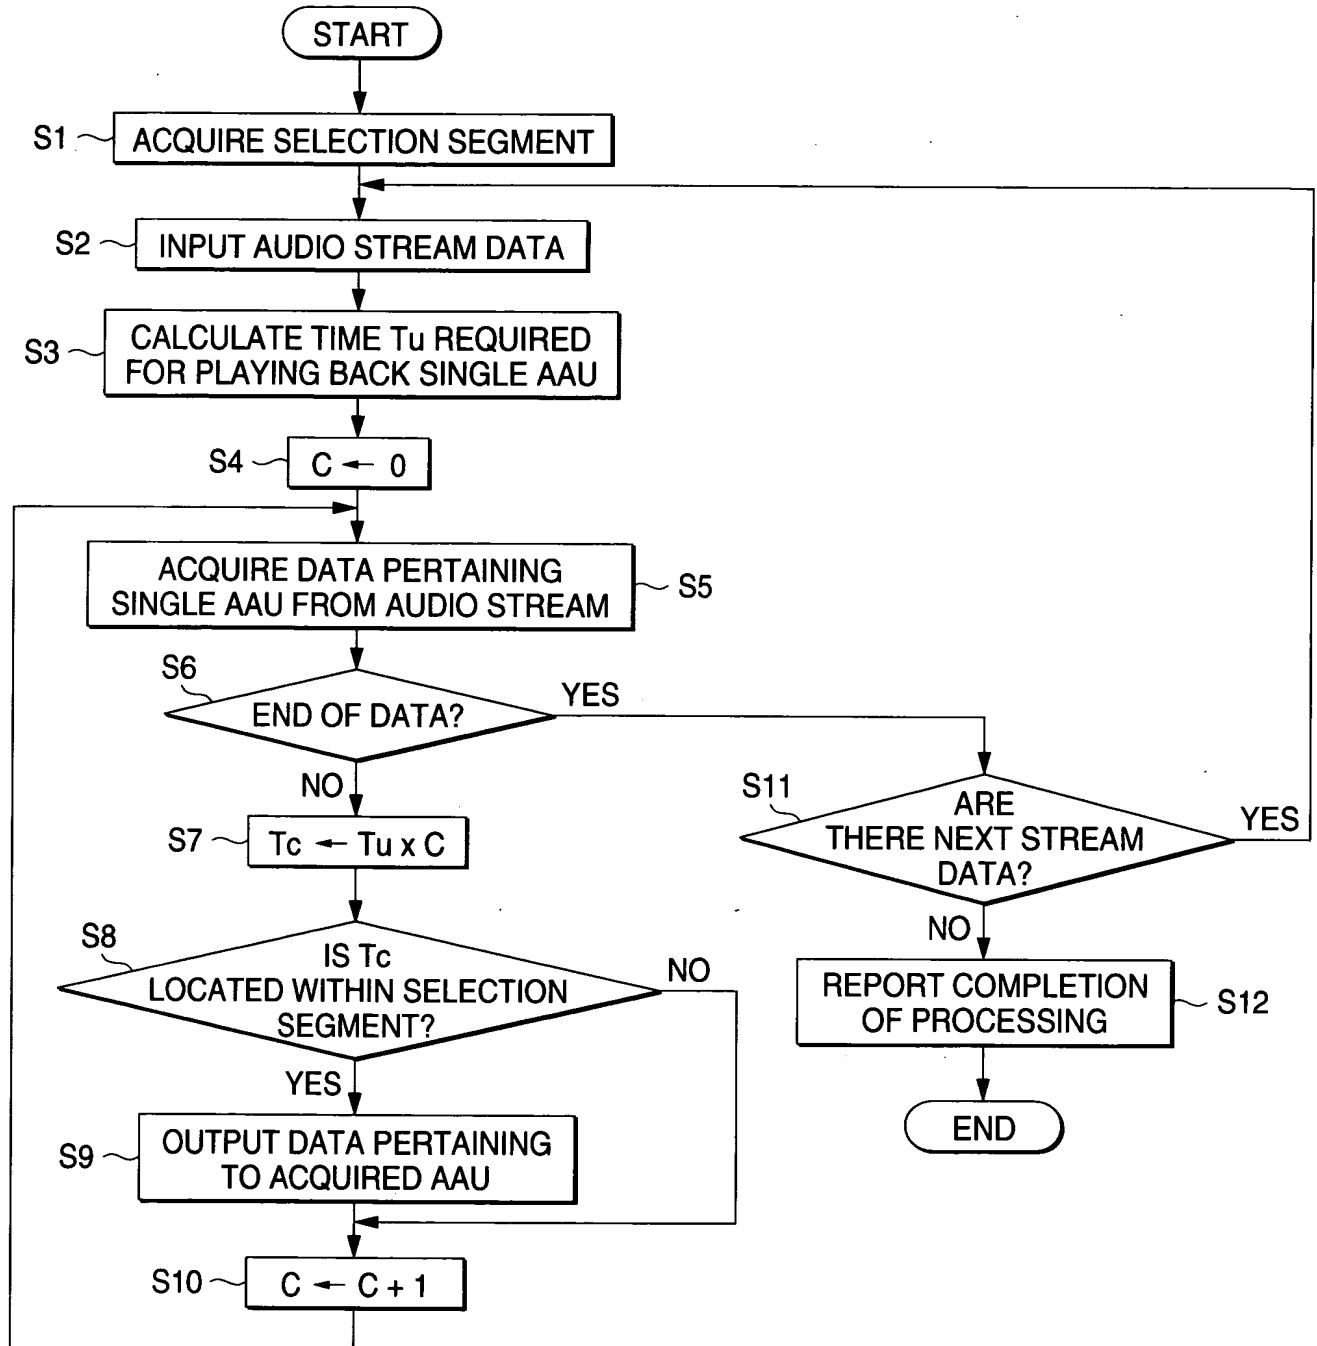 START
S1
ACQUIRE SELECTION SEGMENT
S2
INPUT AUDIO STREAM DATA
S3
CALCULATE TIME Tu REQUIRED
FOR PLAYING BACK SINGLE AAU
S4
C ← 0
ACQUIRE DATA PERTAINING
SINGLE AAU FROM AUDIO STREAM
S5
S6
END OF DATA?
YES
NO
S7
Tc ← Tu x C
S11
ARE
THERE NEXT STREAM
DATA?
YES
NO
S8
IS Tc
LOCATED WITHIN SELECTION
SEGMENT?
NO
YES
REPORT COMPLETION
OF PROCESSING
S12
S9
OUTPUT DATA PERTAINING
TO ACQUIRED AAU
END
S10
C ← C + 1